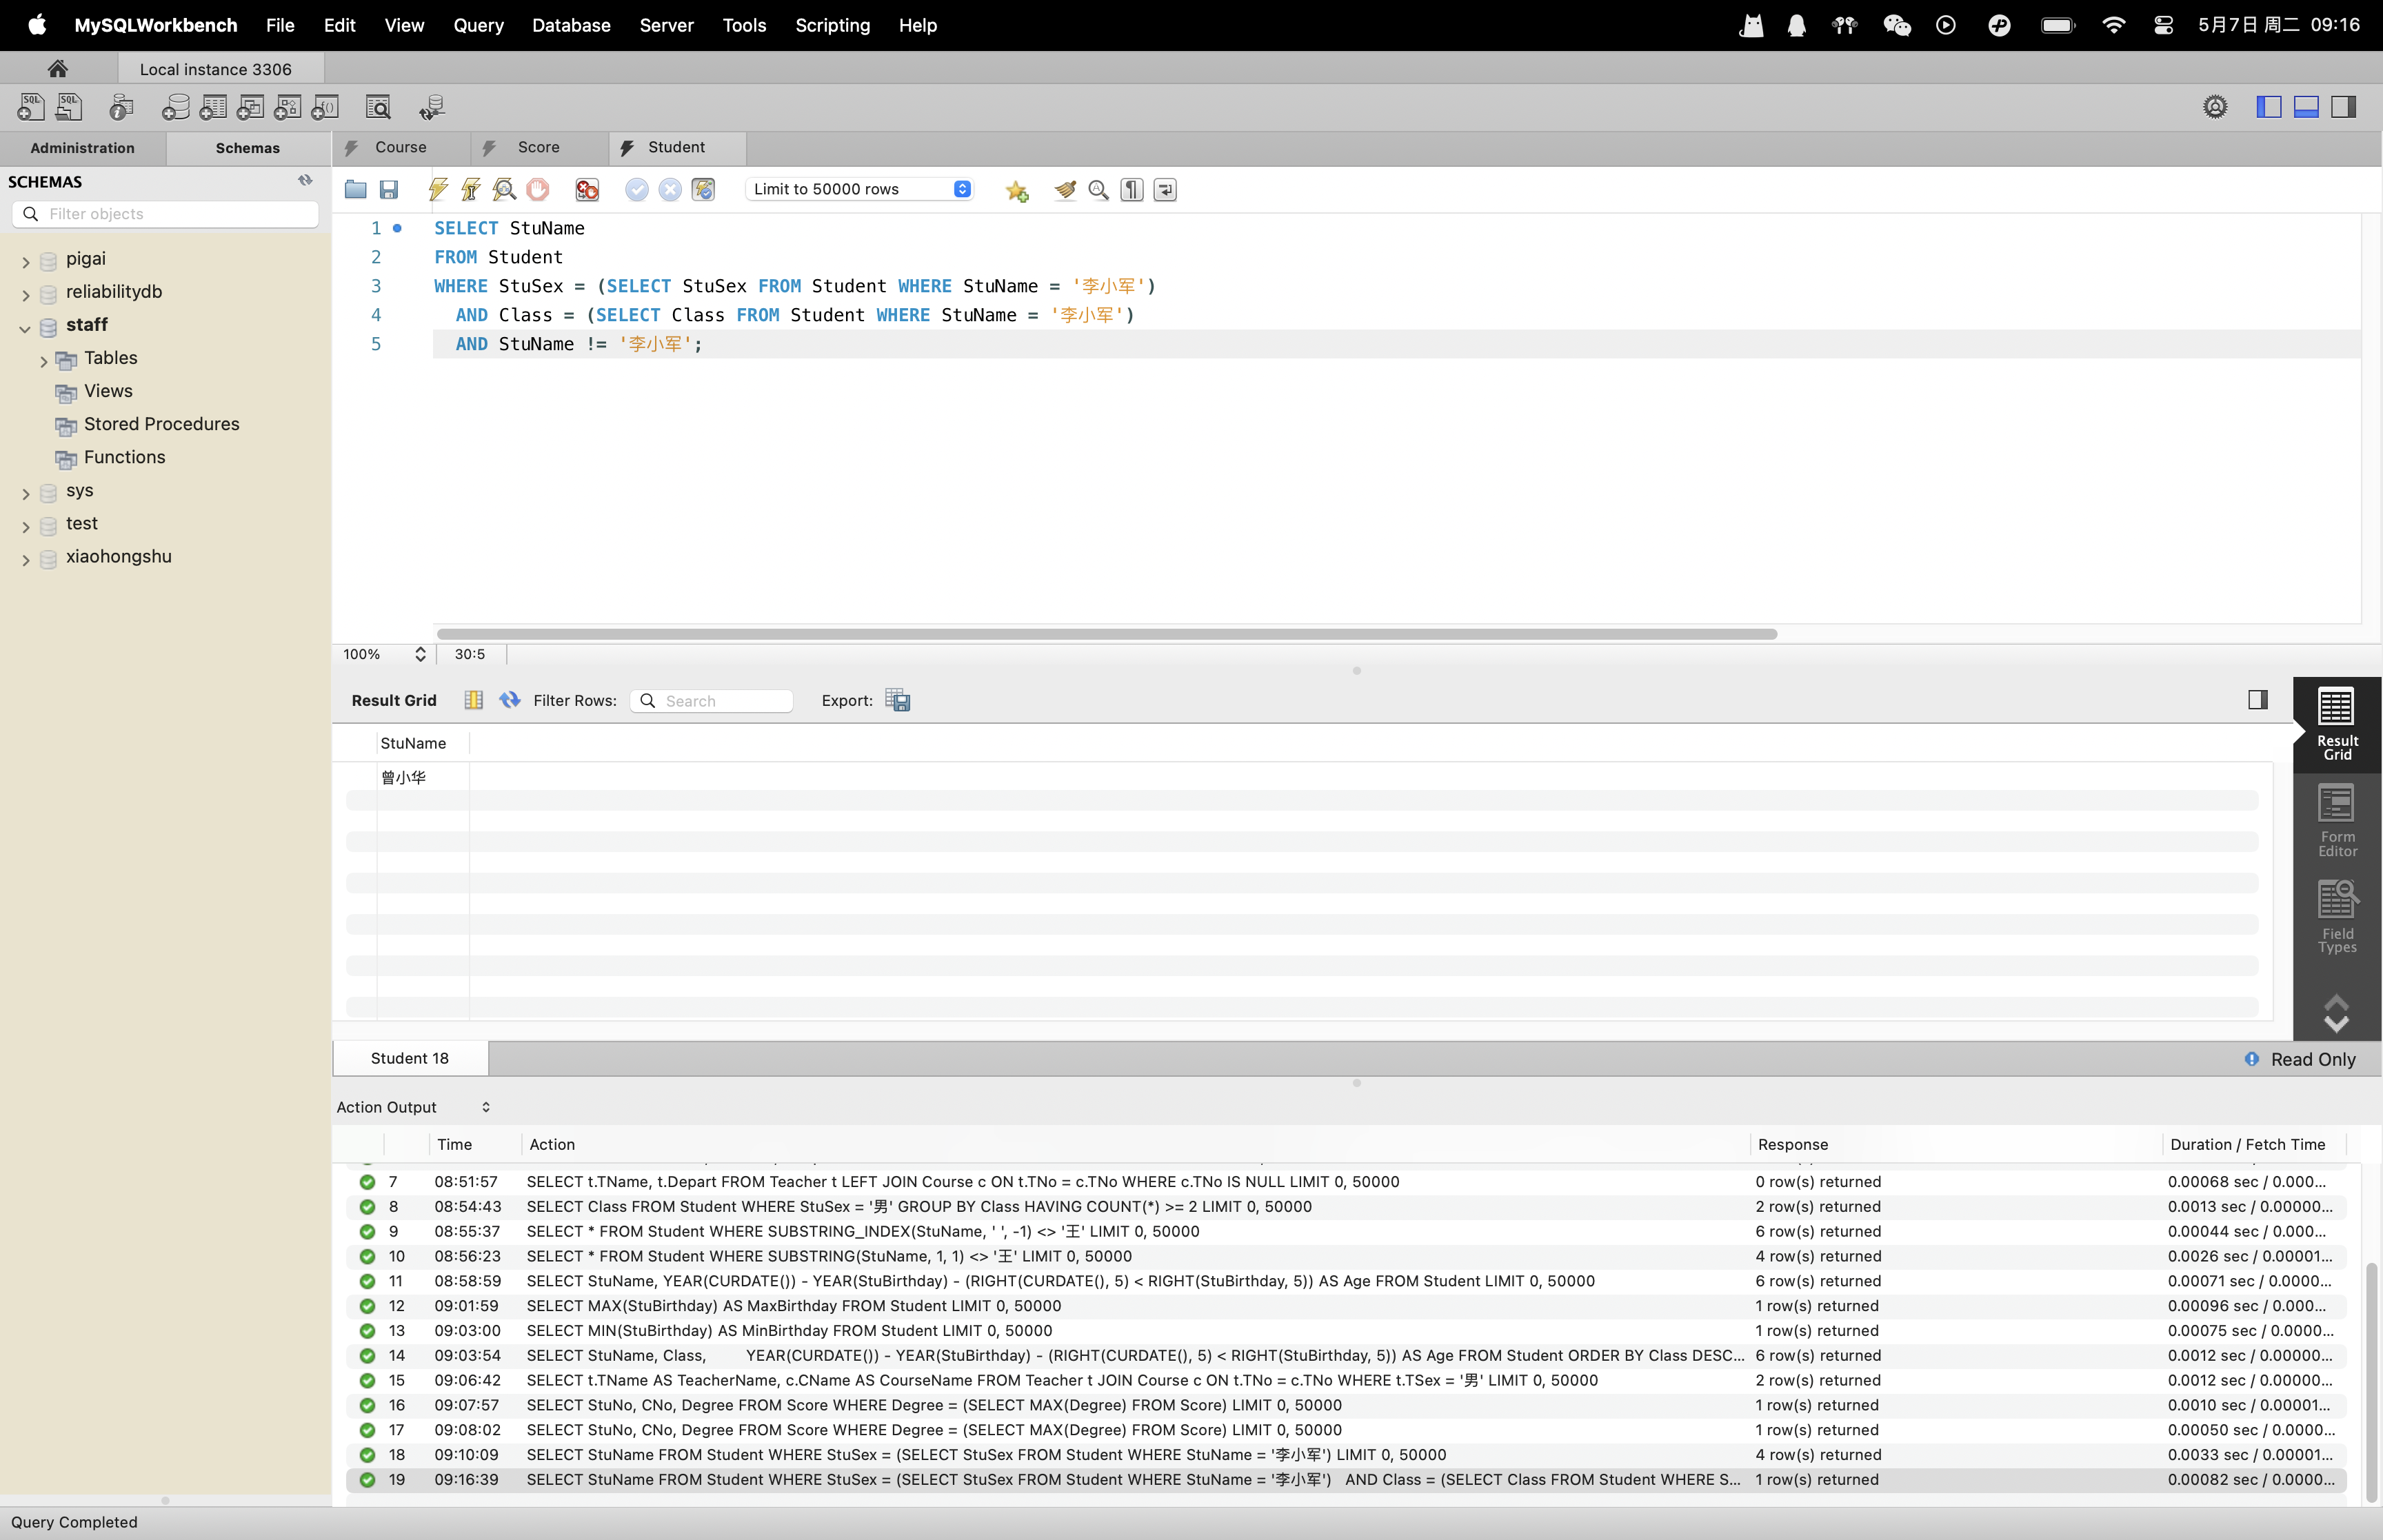 MySQLWorkbench File Edit View Query Database Server Tools Scripting Help 5月7日 周二 09:16
Local instance 3306
Administration Schemas Course Score Student
SCHEMAS
Filter objects
Limit to 50000 rows
pigai
reliabilitydb
staff
Tables
Views
Stored Procedures
Functions
sys
test
xiaohongshu
1 SELECT StuName
2 FROM Student
3 WHERE StuSex = (SELECT StuSex FROM Student WHERE StuName = '李小军')
4 AND Class = (SELECT Class FROM Student WHERE StuName = '李小军')
5 AND StuName != '李小军';
100% 30:5
Result Grid Filter Rows: Search Export:
StuName
曾小华
Result Grid
Form Editor
Field Types
Student 18 Read Only
Action Output
Time Action Response Duration / Fetch Time
7 08:51:57 SELECT t.TName, t.Depart FROM Teacher t LEFT JOIN Course c ON t.TNo = c.TNo WHERE c.TNo IS NULL LIMIT 0, 50000 0 row(s) returned 0.00068 sec / 0.000...
8 08:54:43 SELECT Class FROM Student WHERE StuSex = '男' GROUP BY Class HAVING COUNT(*) >= 2 LIMIT 0, 50000 2 row(s) returned 0.0013 sec / 0.00000...
9 08:55:37 SELECT * FROM Student WHERE SUBSTRING_INDEX(StuName, ' ', -1) <> '王' LIMIT 0, 50000 6 row(s) returned 0.00044 sec / 0.000...
10 08:56:23 SELECT * FROM Student WHERE SUBSTRING(StuName, 1, 1) <> '王' LIMIT 0, 50000 4 row(s) returned 0.0026 sec / 0.00001...
11 08:58:59 SELECT StuName, YEAR(CURDATE()) - YEAR(StuBirthday) - (RIGHT(CURDATE(), 5) < RIGHT(StuBirthday, 5)) AS Age FROM Student LIMIT 0, 50000 6 row(s) returned 0.00071 sec / 0.0000...
12 09:01:59 SELECT MAX(StuBirthday) AS MaxBirthday FROM Student LIMIT 0, 50000 1 row(s) returned 0.00096 sec / 0.000...
13 09:03:00 SELECT MIN(StuBirthday) AS MinBirthday FROM Student LIMIT 0, 50000 1 row(s) returned 0.00075 sec / 0.0000...
14 09:03:54 SELECT StuName, Class, YEAR(CURDATE()) - YEAR(StuBirthday) - (RIGHT(CURDATE(), 5) < RIGHT(StuBirthday, 5)) AS Age FROM Student ORDER BY Class DESC... 6 row(s) returned 0.0012 sec / 0.00000...
15 09:06:42 SELECT t.TName AS TeacherName, c.CName AS CourseName FROM Teacher t JOIN Course c ON t.TNo = c.TNo WHERE t.TSex = '男' LIMIT 0, 50000 2 row(s) returned 0.0012 sec / 0.00000...
16 09:07:57 SELECT StuNo, CNo, Degree FROM Score WHERE Degree = (SELECT MAX(Degree) FROM Score) LIMIT 0, 50000 1 row(s) returned 0.0010 sec / 0.00001...
17 09:08:02 SELECT StuNo, CNo, Degree FROM Score WHERE Degree = (SELECT MAX(Degree) FROM Score) LIMIT 0, 50000 1 row(s) returned 0.00050 sec / 0.0000...
18 09:10:09 SELECT StuName FROM Student WHERE StuSex = (SELECT StuSex FROM Student WHERE StuName = '李小军') LIMIT 0, 50000 4 row(s) returned 0.0033 sec / 0.00001...
19 09:16:39 SELECT StuName FROM Student WHERE StuSex = (SELECT StuSex FROM Student WHERE StuName = '李小军') AND Class = (SELECT Class FROM Student WHERE S... 1 row(s) returned 0.00082 sec / 0.0000...
Query Completed